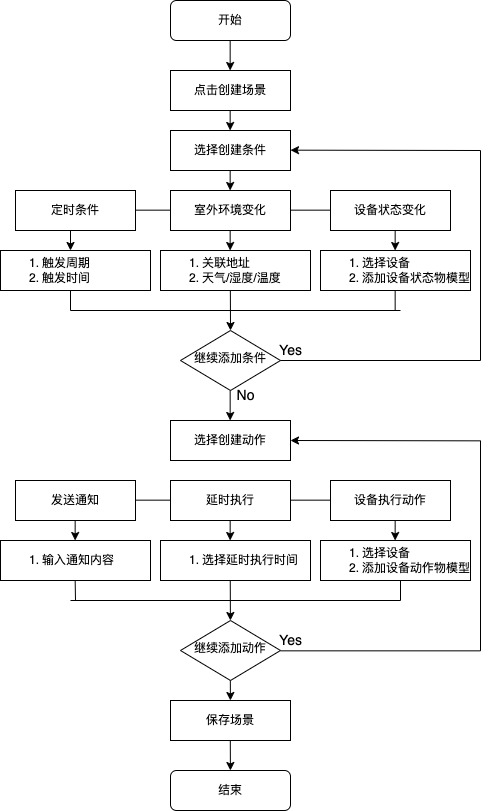 开始
点击创建场景
选择创建条件
定时条件
室外环境变化
设备状态变化
1. 触发周期
2. 触发时间
1. 关联地址
2. 天气/湿度/温度
1. 选择设备
2. 添加设备状态物模型
继续添加条件
Yes
No
选择创建动作
发送通知
延时执行
设备执行动作
1. 输入通知内容
1. 选择延时执行时间
1. 选择设备
2. 添加设备动作物模型
继续添加动作
Yes
保存场景
结束